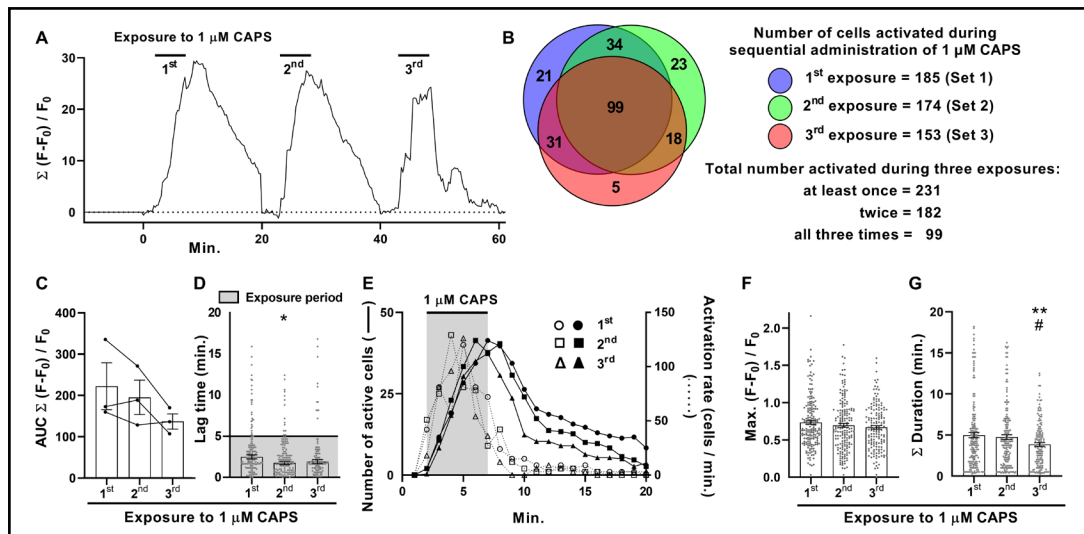 A
Exposure to 1 µM CAPS
1st
2nd
3rd
Σ (F-F0) / F0
30
20
10
0
0
20
40
60
Min.
B
34
21
23
99
31
18
5
Number of cells activated during
sequential administration of 1 µM CAPS
1st exposure = 185 (Set 1)
2nd exposure = 174 (Set 2)
3rd exposure = 153 (Set 3)
Total number activated during three exposures:
at least once = 231
twice = 182
all three times = 99
C
AUC Σ (F-F0) / F0
400
300
200
100
0
1st
2nd
3rd
D
Exposure period
Lag time (min.)
20
15
10
5
0
*
1st
2nd
3rd
Exposure to 1 µM CAPS
E
1 µM CAPS
1st
2nd
3rd
Number of active cells (——)
50
25
0
Activation rate (cells / min.)
(····)
150
100
50
0
0
5
10
15
20
Min.
F
Max. (F-F0) / F0
2.0
1.5
1.0
0.5
0.0
1st
2nd
3rd
G
Σ Duration (min.)
20
15
10
5
0
**
#
1st
2nd
3rd
Exposure to 1 µM CAPS